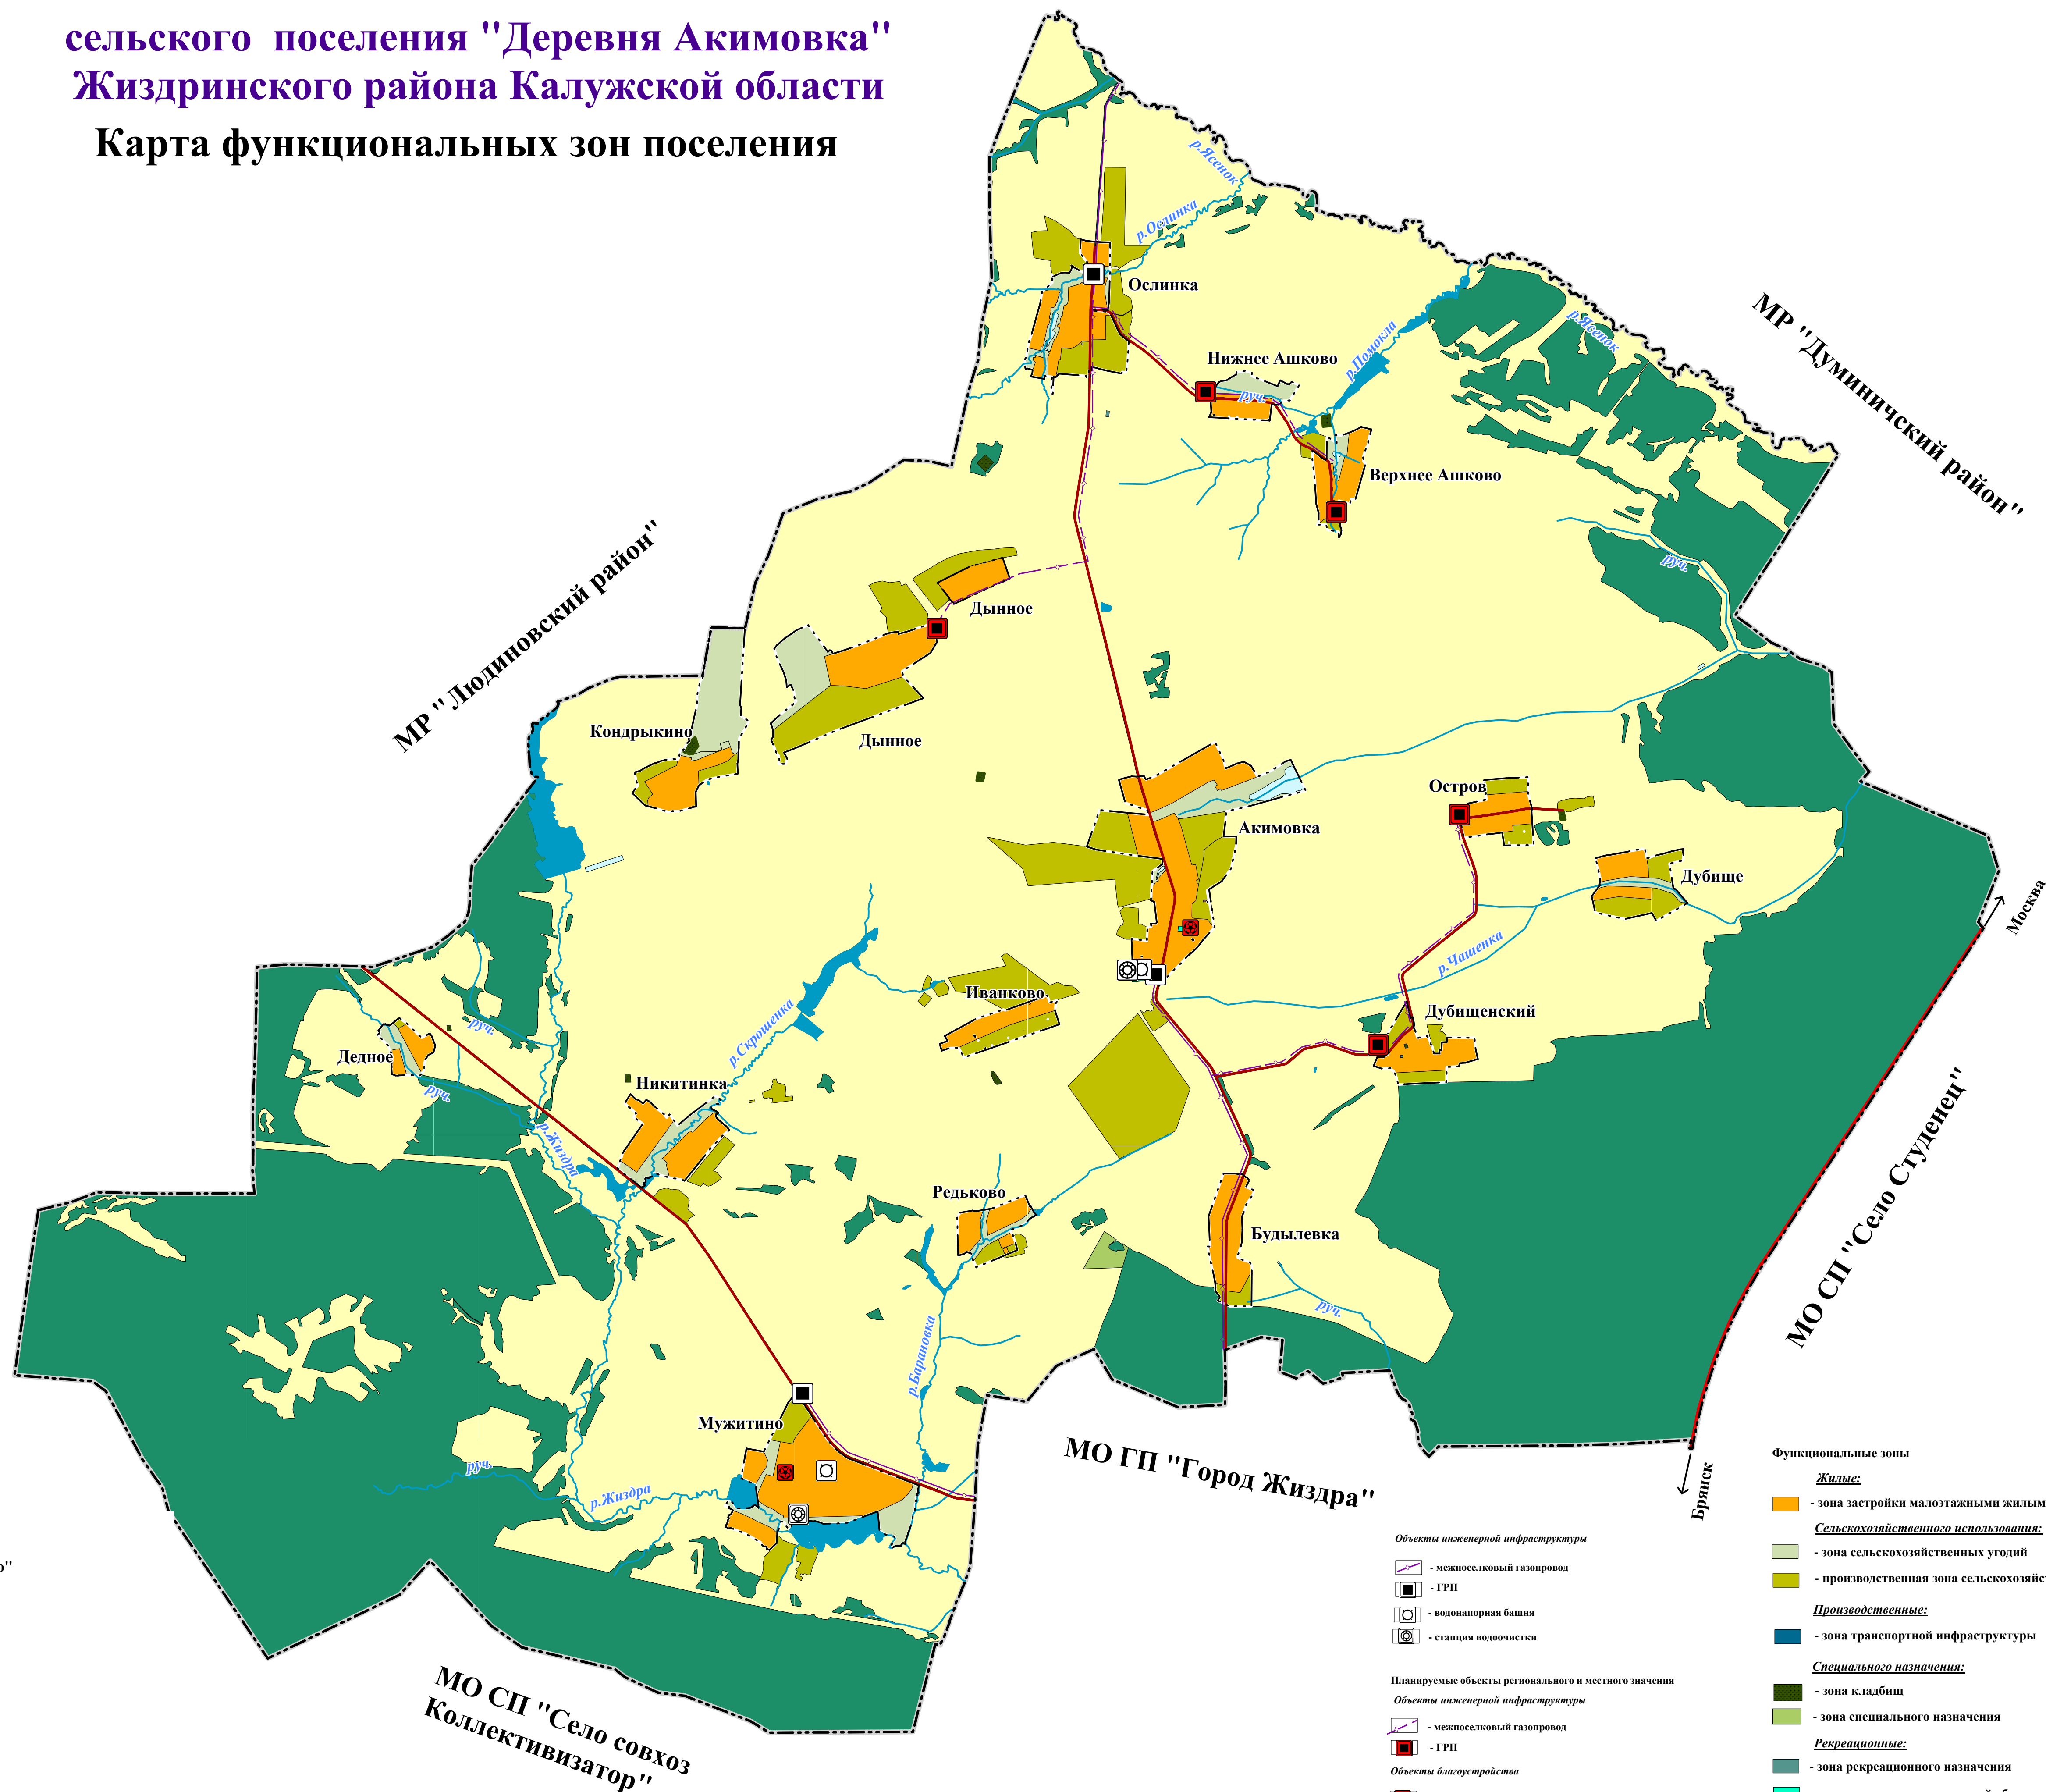 сельского поселения "Деревня Акимовка"
Жиздринского района Калужской области
Карта функциональных зон поселения
р.Ясенок
р.Ослинка
Ослинка
МР "Думиничский район"
р.Ясенок
р.Помокла
Нижнее Ашково
руч.
Верхнее Ашково
МР "Людиновский район"
руч.
Дынное
Кондрыкино
Дынное
Остров
Акимовка
Дубище
Москва
р.Чашенка
Иванково
Дубищенский
р.Скрошенка
руч.
Дедное
Никитинка
руч.
р.Жиздра
МО СП "Село Студенец"
Редьково
Будылевка
руч.
р.Барановка
Мужитино
МО ГП "Город Жиздра"
руч.
р.Жиздра
Брянск
о"
МО СП "Село совхоз
Коллективизатор"
Объекты инженерной инфраструктуры
- межпоселковый газопровод
- ГРП
- водонапорная башня
- станция водоочистки
Планируемые объекты регионального и местного значения
Объекты инженерной инфраструктуры
- межпоселковый газопровод
- ГРП
Объекты благоустройства
Функциональные зоны
Жилые:
- зона застройки малоэтажными жилым
Сельскохозяйственного использования:
- зона сельскохозяйственных угодий
- производственная зона сельскохозяйс
Производственные:
- зона транспортной инфраструктуры
Специального назначения:
- зона кладбищ
- зона специального назначения
Рекреационные:
- зона рекреационного назначения